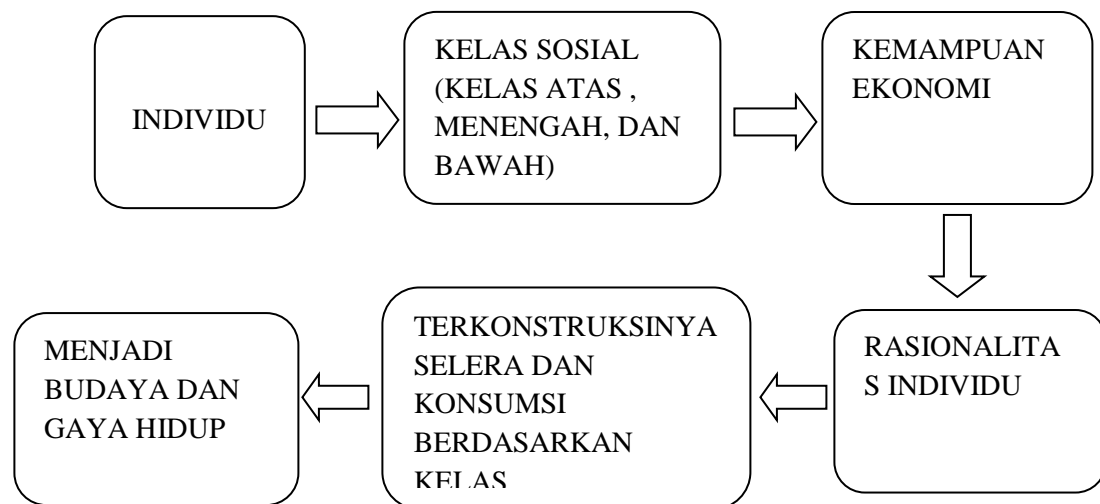 INDIVIDU
KELAS SOSIAL
(KELAS ATAS ,
MENENGAH, DAN
BAWAH)
KEMAMPUAN
EKONOMI
RASIONALITA
S INDIVIDU
TERKONSTRUKSINYA
SELERA DAN
KONSUMSI
BERDASARKAN
KELAS
MENJADI
BUDAYA DAN
GAYA HIDUP